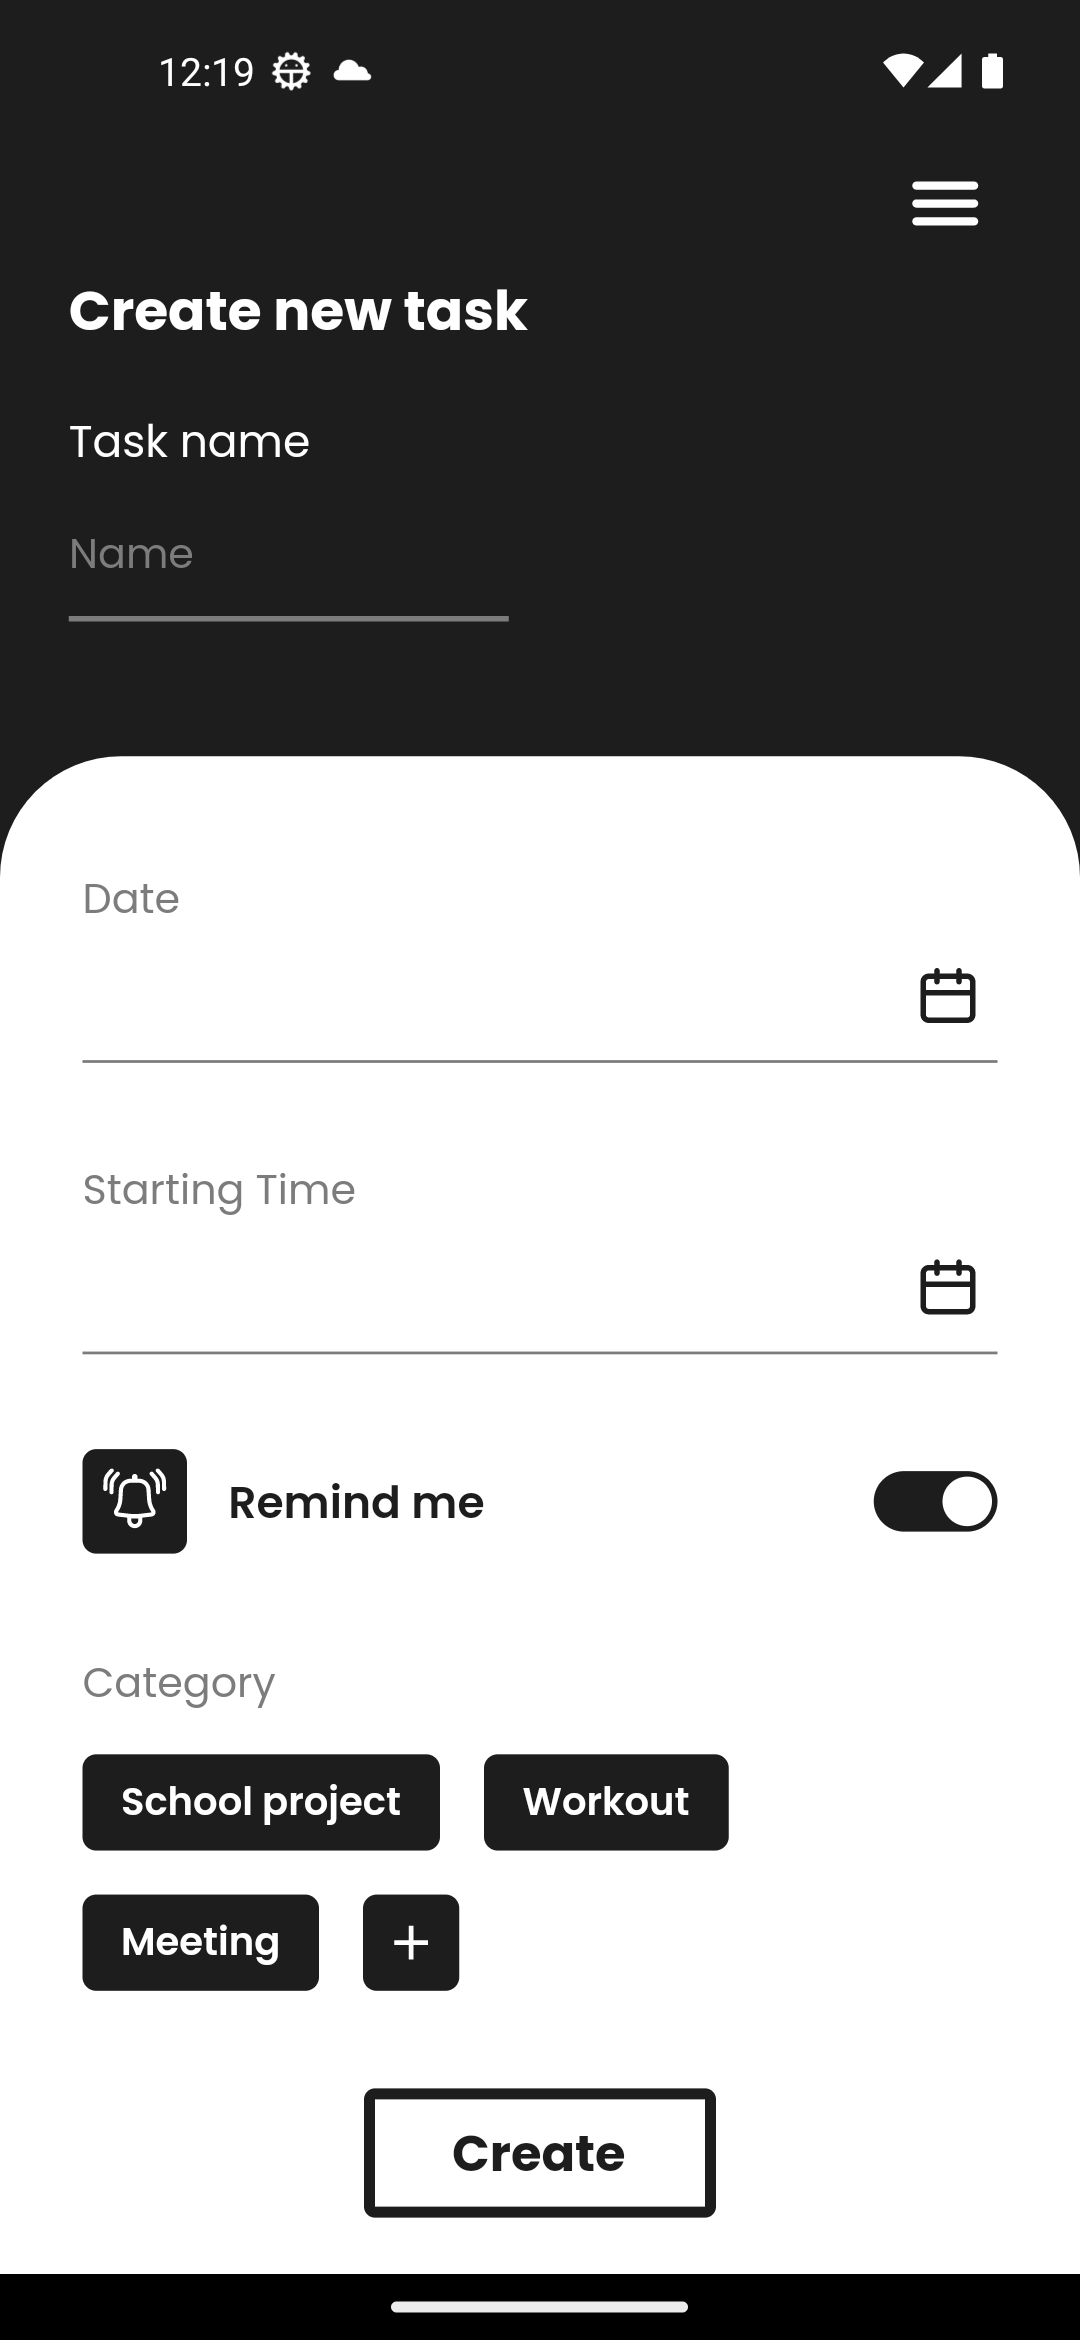 12:19
Create new task
Task name
Name
Date
Starting Time
Remind me
Category
School project
Workout
Meeting
+
Create